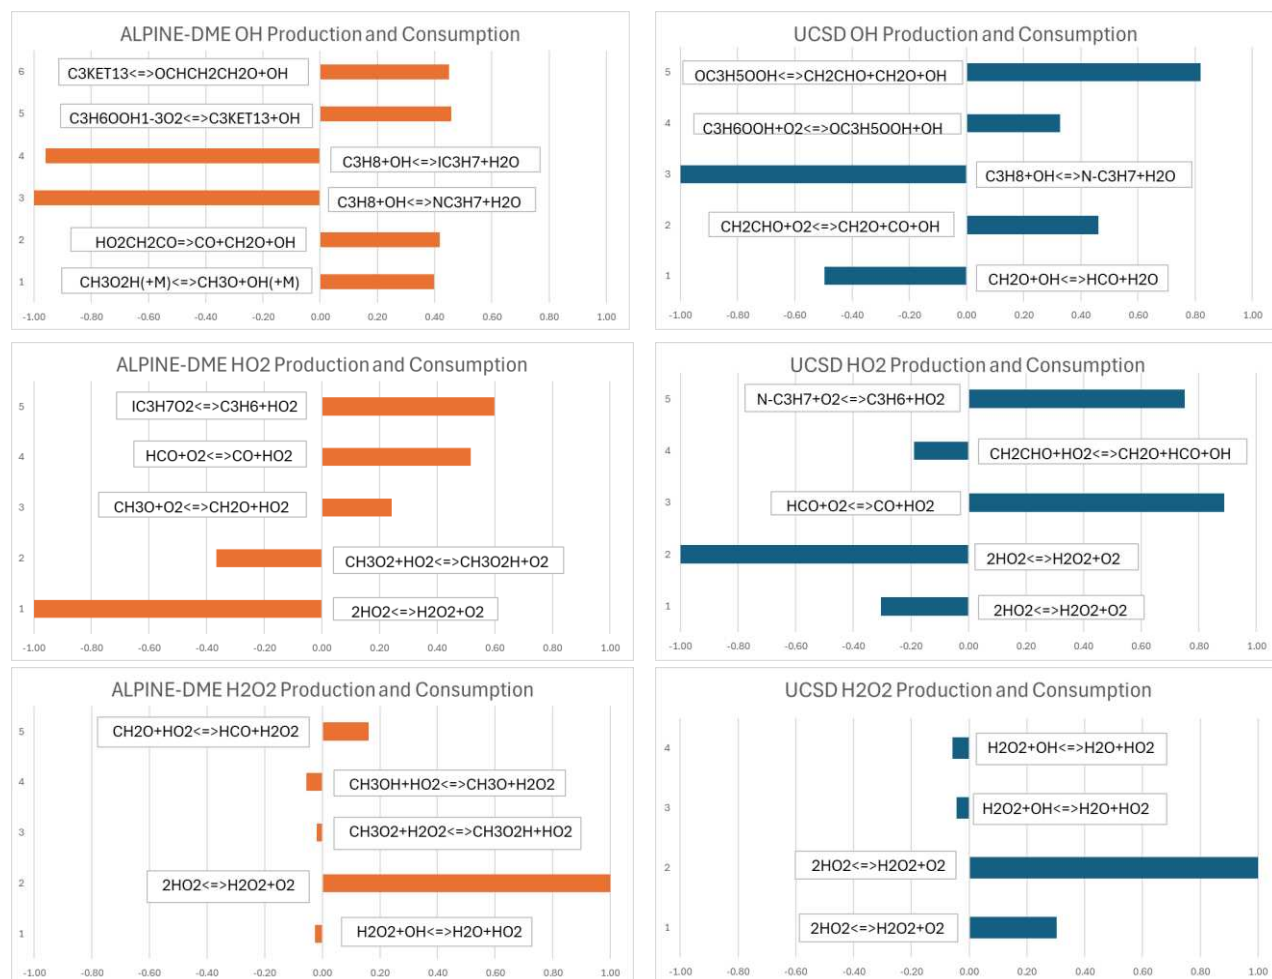 ALPINE-DME OH Production and Consumption
6
C3KET13<=>OCHCH2CH2O+OH
5
C3H6OOH1-3O2<=>C3KET13+OH
4
C3H8+OH<=>IC3H7+H2O
3
C3H8+OH<=>NC3H7+H2O
2
HO2CH2CO=>CO+CH2O+OH
1
CH3O2H(+M)<=>CH3O+OH(+M)
-1.00 -0.80 -0.60 -0.40 -0.20 0.00 0.20 0.40 0.60 0.80 1.00
UCSD OH Production and Consumption
5
OC3H5OOH<=>CH2CHO+CH2O+OH
4
C3H6OOH+O2<=>OC3H5OOH+OH
3
C3H8+OH<=>N-C3H7+H2O
2
CH2CHO+O2<=>CH2O+CO+OH
1
CH2O+OH<=>HCO+H2O
-1.00 -0.80 -0.60 -0.40 -0.20 0.00 0.20 0.40 0.60 0.80 1.00
ALPINE-DME HO2 Production and Consumption
5
IC3H7O2<=>C3H6+HO2
4
HCO+O2<=>CO+HO2
3
CH3O+O2<=>CH2O+HO2
2
CH3O2+HO2<=>CH3O2H+O2
1
2HO2<=>H2O2+O2
-1.00 -0.80 -0.60 -0.40 -0.20 0.00 0.20 0.40 0.60 0.80 1.00
UCSD HO2 Production and Consumption
5
N-C3H7+O2<=>C3H6+HO2
4
CH2CHO+HO2<=>CH2O+HCO+OH
3
HCO+O2<=>CO+HO2
2
2HO2<=>H2O2+O2
1
2HO2<=>H2O2+O2
-1.00 -0.80 -0.60 -0.40 -0.20 0.00 0.20 0.40 0.60 0.80 1.00
ALPINE-DME H2O2 Production and Consumption
5
CH2O+HO2<=>HCO+H2O2
4
CH3OH+HO2<=>CH3O+H2O2
3
CH3O2+H2O2<=>CH3O2H+HO2
2
2HO2<=>H2O2+O2
1
H2O2+OH<=>H2O+HO2
-1.00 -0.80 -0.60 -0.40 -0.20 0.00 0.20 0.40 0.60 0.80 1.00
UCSD H2O2 Production and Consumption
4
H2O2+OH<=>H2O+HO2
3
H2O2+OH<=>H2O+HO2
2
2HO2<=>H2O2+O2
1
2HO2<=>H2O2+O2
-1.00 -0.80 -0.60 -0.40 -0.20 0.00 0.20 0.40 0.60 0.80 1.00